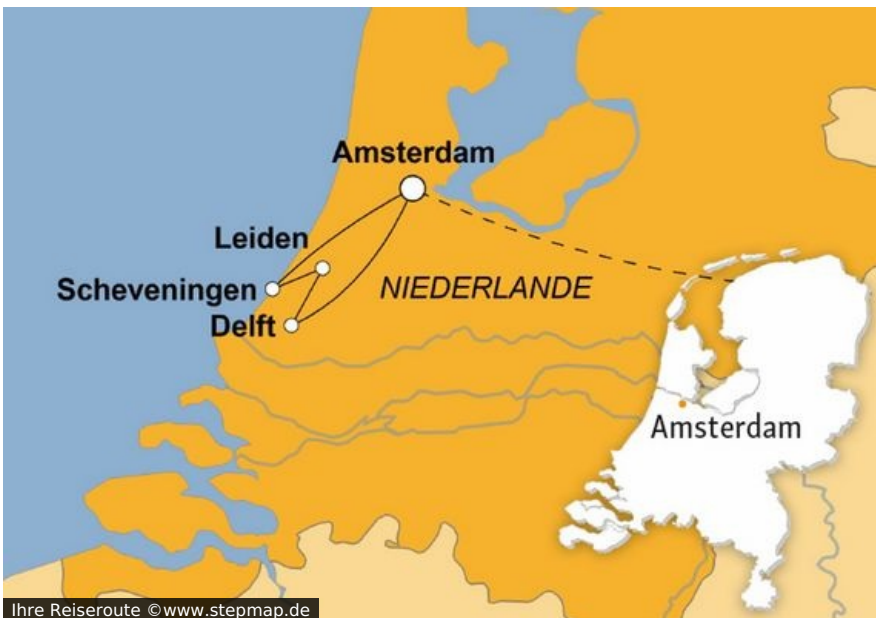 Amsterdam
Leiden
Scheveningen
NIEDERLANDE
Delft
Amsterdam
Ihre Reiseroute ©www.stepmap.de